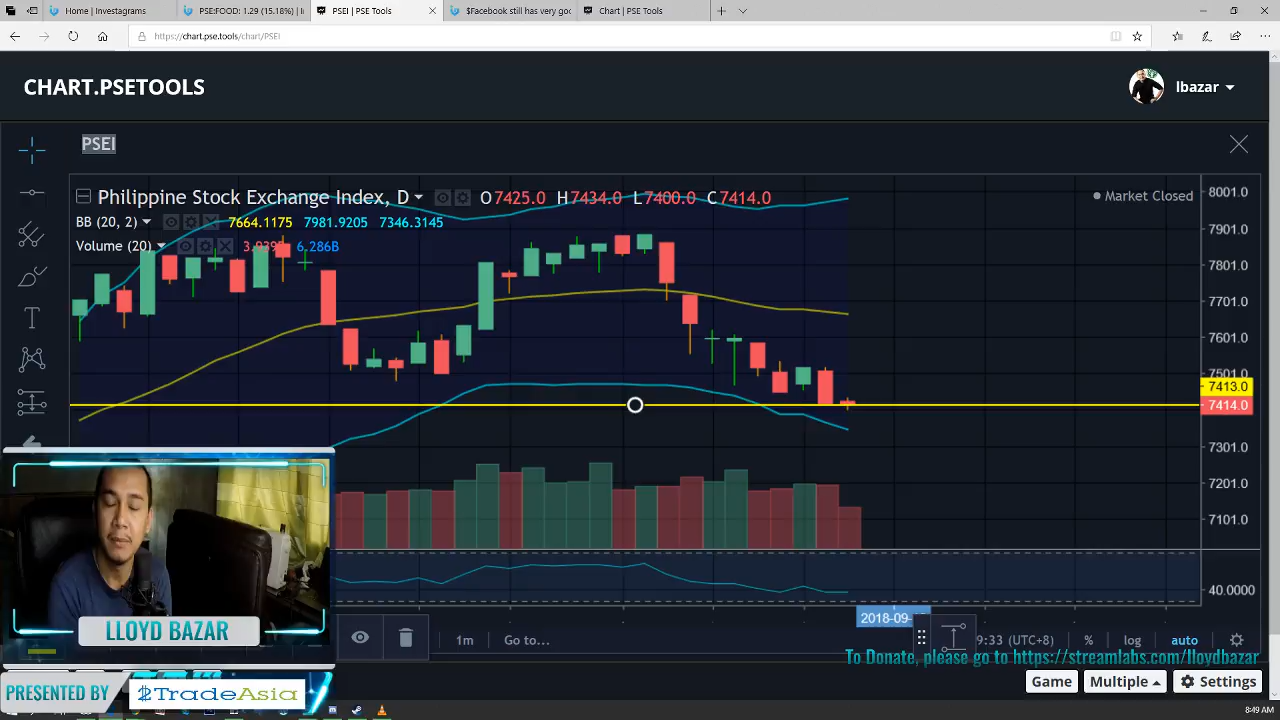 Home | Investagrams
PSE:FOOD: 1.29 (15.18%) | I
PSEI | PSE Tools
$Facebook still has very goo
Chart | PSE Tools
https://chart.pse.tools/chart/PSEI
CHART.PSETOOLS
lbazar
PSEI
Philippine Stock Exchange Index, D
O7425.0 H7434.0 L7400.0 C7414.0
Market Closed
BB (20, 2) 7664.1175 7981.9205 7346.3145
Volume (20) 6.286B
8001.0
7901.0
7801.0
7701.0
7601.0
7501.0
7413.0
7414.0
7301.0
7201.0
7101.0
40.0000
2018-09-
1m
Go to...
9:33 (UTC+8)
%
log
auto
LLOYD BAZAR
To Donate, please go to https://streamlabs.com/lloydbazar
PRESENTED BY
$TradeAsia
Game
Multiple
Settings
8:49 AM